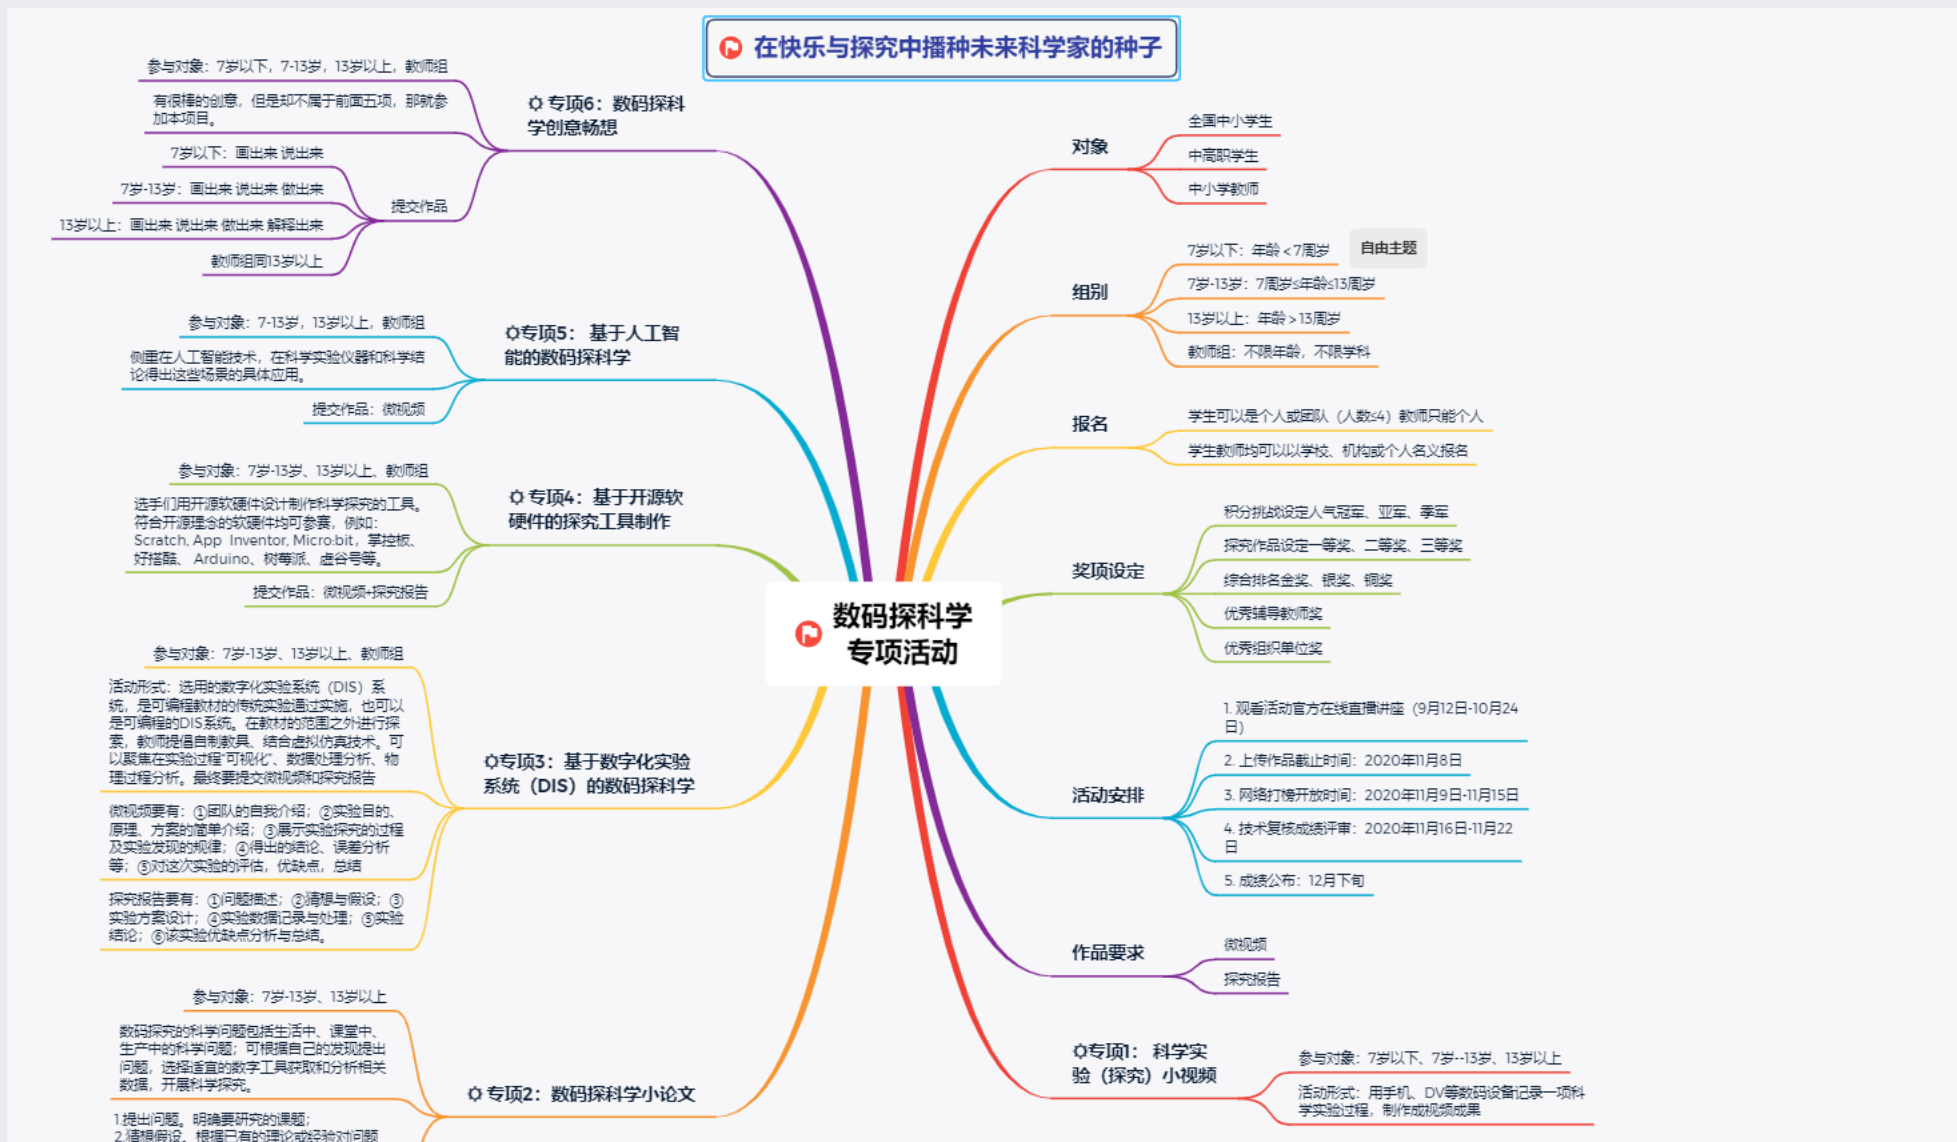 在快乐与探究中播种未来科学家的种子
数码探科学
专项活动
对象
全国中小学生
中高职学生
中小学教师
组别
7岁以下：年龄＜7周岁
自由主题
7岁-13岁：7周岁≤年龄≤13周岁
13岁以上：年龄＞13周岁
教师组：不限年龄，不限学科
报名
学生可以是个人或团队（人数≤4）教师只能个人
学生教师均可以以学校、机构或个人名义报名
奖项设定
积分挑战设定人气冠军、亚军、季军
探究作品设定一等奖、二等奖、三等奖
综合排名金奖、银奖、铜奖
优秀辅导教师奖
优秀组织单位奖
活动安排
1. 观看活动官方在线直播讲座（9月12日-10月24
日）
2. 上传作品截止时间：2020年11月8日
3. 网络打榜开放时间：2020年11月9日-11月15日
4. 技术复核成绩评审：2020年11月16日-11月22
日
5. 成绩公布：12月下旬
作品要求
微视频
探究报告
专项1： 科学实
验（探究）小视频
参与对象：7岁以下、7岁--13岁、13岁以上
活动形式：用手机、DV等数码设备记录一项科
学实验过程，制作成视频成果
专项6：数码探科
学创意畅想
参与对象：7岁以下，7-13岁，13岁以上，教师组
有很棒的创意，但是却不属于前面五项，那就参
加本项目。
提交作品
7岁以下：画出来 说出来
7岁-13岁：画出来 说出来 做出来
13岁以上：画出来 说出来 做出来 解释出来
教师组同13岁以上
专项5： 基于人工智
能的数码探科学
参与对象：7-13岁，13岁以上，教师组
侧重在人工智能技术，在科学实验仪器和科学结
论得出这些场景的具体应用。
提交作品：微视频
专项4：基于开源软
硬件的探究工具制作
参与对象：7岁-13岁、13岁以上、教师组
选手们用开源软硬件设计制作科学探究的工具。
符合开源理念的软硬件均可参赛，例如：
Scratch, App Inventor, Micro:bit，掌控板、
好搭酷、 Arduino、树莓派、虚谷号等。
提交作品：微视频+探究报告
专项3：基于数字化实验
系统（DIS）的数码探科学
参与对象：7岁-13岁、13岁以上、教师组
活动形式：选用的数字化实验系统（DIS）系
统，是可编程教材的传统实验通过实施，也可以
是可编程的DIS系统。在教材的范围之外进行探
索，教师提倡自制教具、结合虚拟仿真技术。可
以聚焦在实验过程“可视化”、数据处理分析、物
理过程分析。最终要提交微视频和探究报告
微视频要有：①团队的自我介绍；②实验目的、
原理、方案的简单介绍；③展示实验探究的过程
及实验发现的规律；④得出的结论、误差分析
等；⑤对这次实验的评估，优缺点，总结
探究报告要有：①问题描述；②猜想与假设；③
实验方案设计；④实验数据记录与处理；⑤实验
结论；⑥该实验优缺点分析与总结。
专项2：数码探科学小论文
参与对象：7岁-13岁、13岁以上
数码探究的科学问题包括生活中、课堂中、
生产中的科学问题；可根据自己的发现提出
问题，选择适宜的数字工具获取和分析相关
数据，开展科学探究。
1.提出问题。明确要研究的课题；
2.猜想假设。根据已有的理论或经验对问题